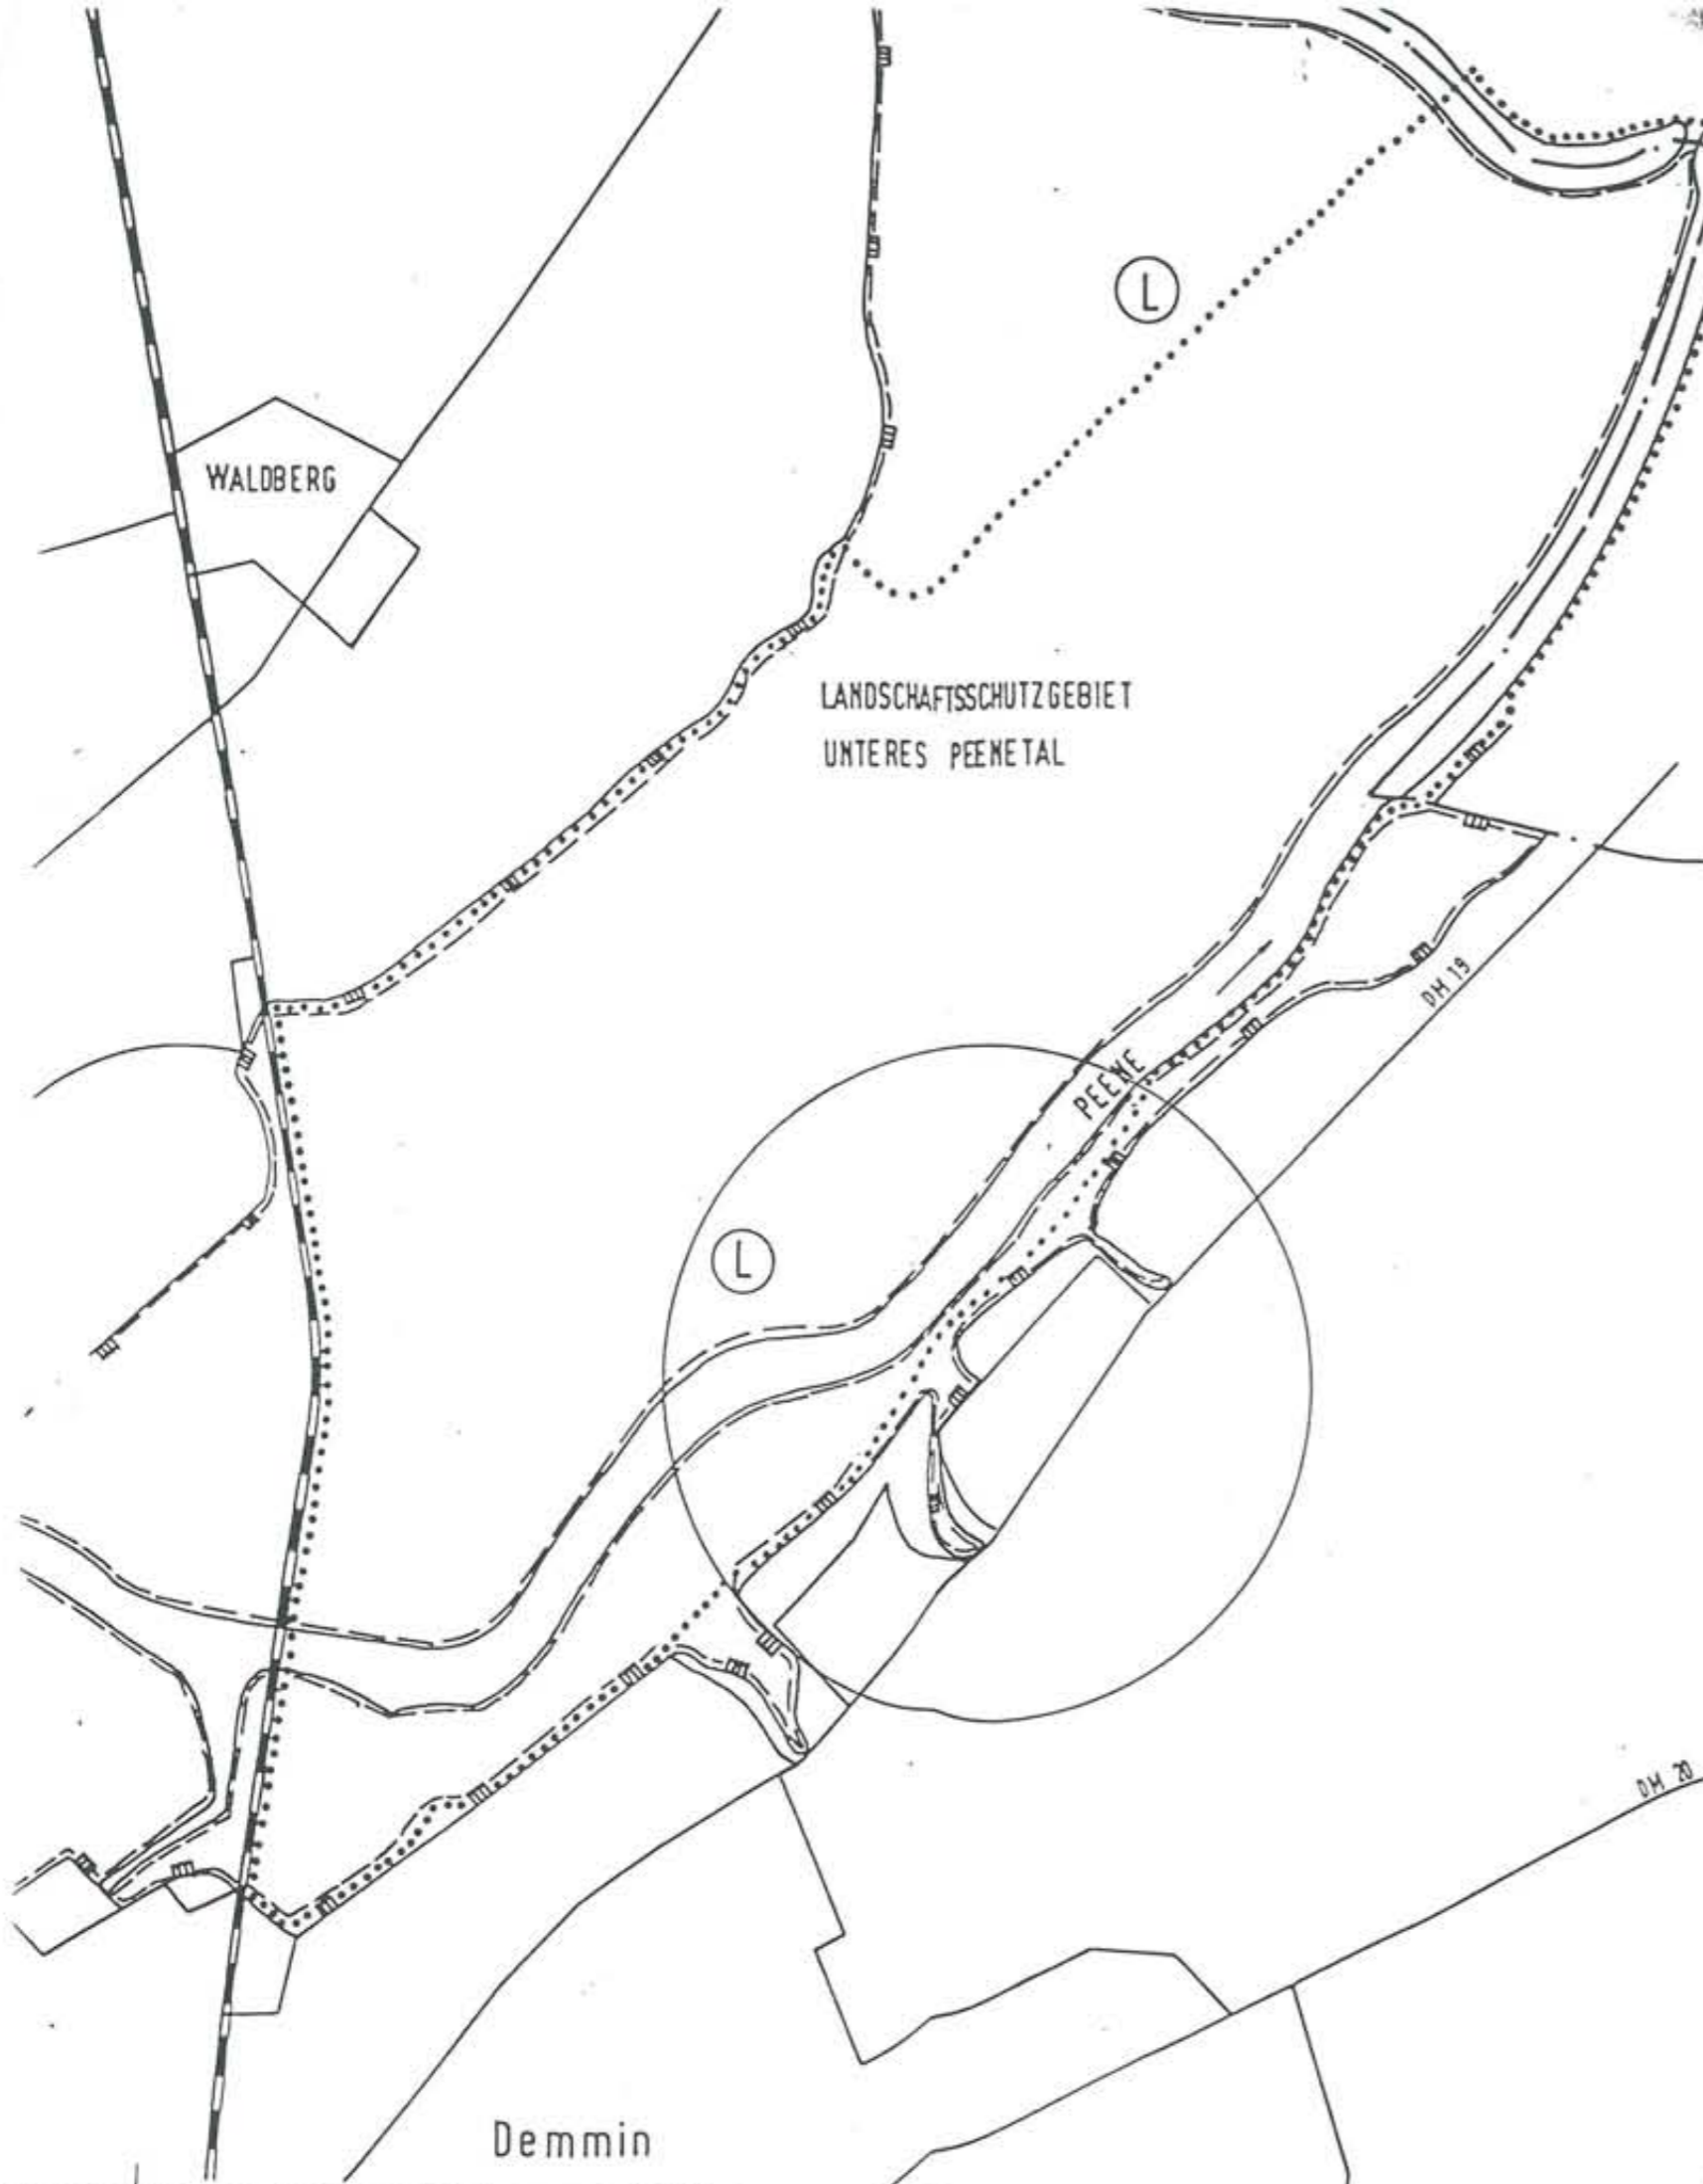 L
WALDBERG
LANDSCHAFTSSCHUTZGEBIET
UNTERES PEENETAL
DM 19
PEENE
L
DM 20
Demmin